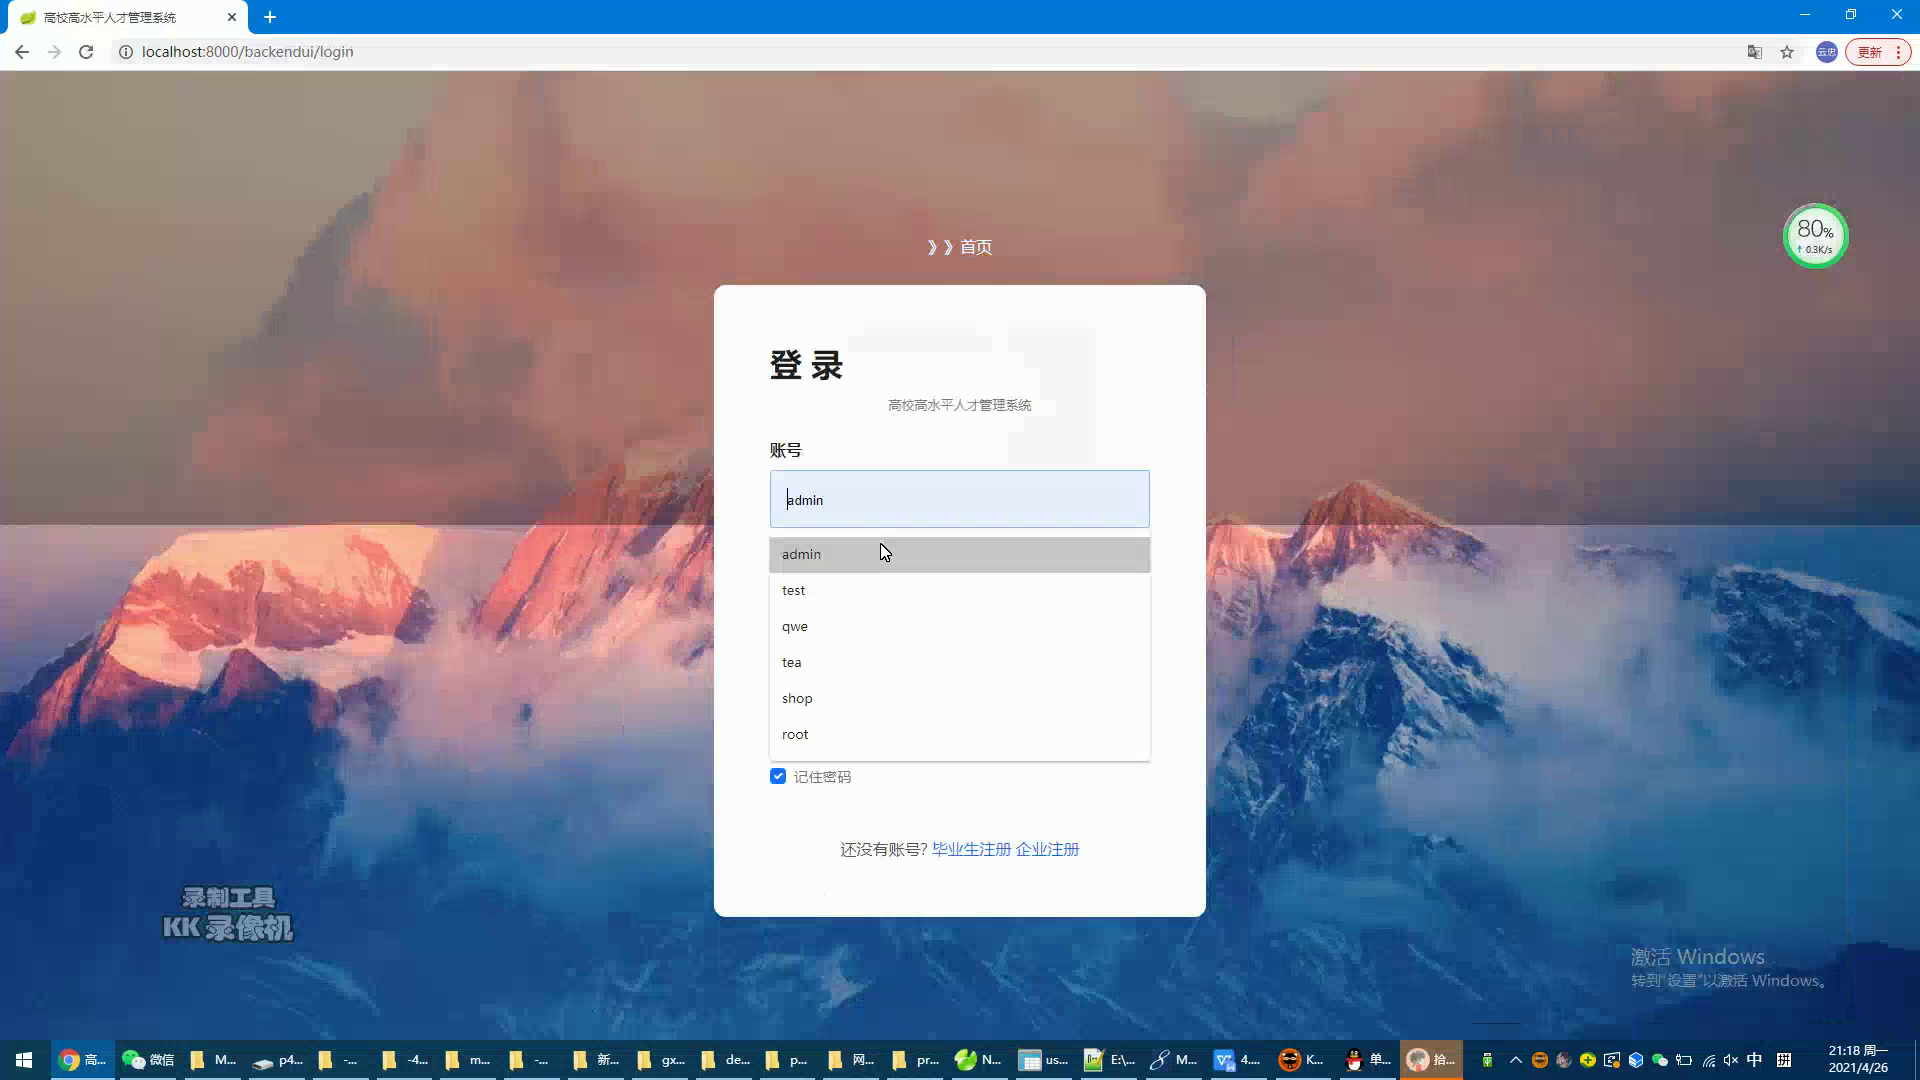 高校高水平人才管理系统
localhost:8000/backendui/login
云忠
更新
》》首页
80%
↑ 0.3K/s
登 录
高校高水平人才管理系统
账号
admin
admin
test
qwe
tea
shop
root
记住密码
还没有账号? 毕业生注册 企业注册
录制工具
KK 录像机
激活 Windows
转到“设置”以激活 Windows。
高... 微信 M... p4... -... -4... m... -... 新... gx... de... p... 网... pr... N... us... E:\... M... 4.... K... 单... 拾... 中
21:18 周一
2021/4/26